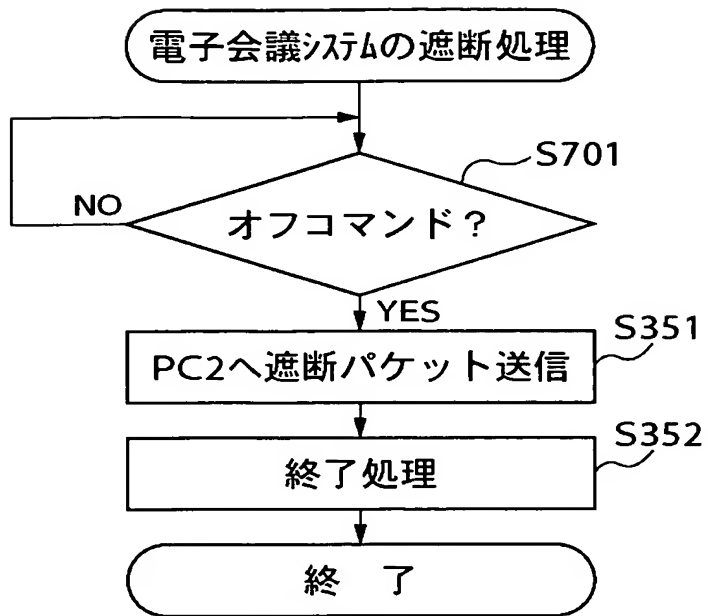 電子会議システムの遮断処理
S701
NO
オフコマンド?
YES
S351
PC2へ遮断パケット送信
S352
終了処理
終 了